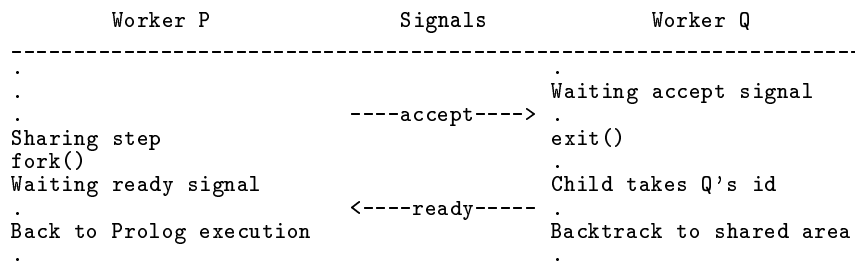 Worker P Signals Worker Q
--------------------------------------------------------------------
. .
. Waiting accept signal
. ----accept----> .
Sharing step exit()
fork() .
Waiting ready signal Child takes Q's id
. <----ready----- .
Back to Prolog execution Backtrack to shared area
. .